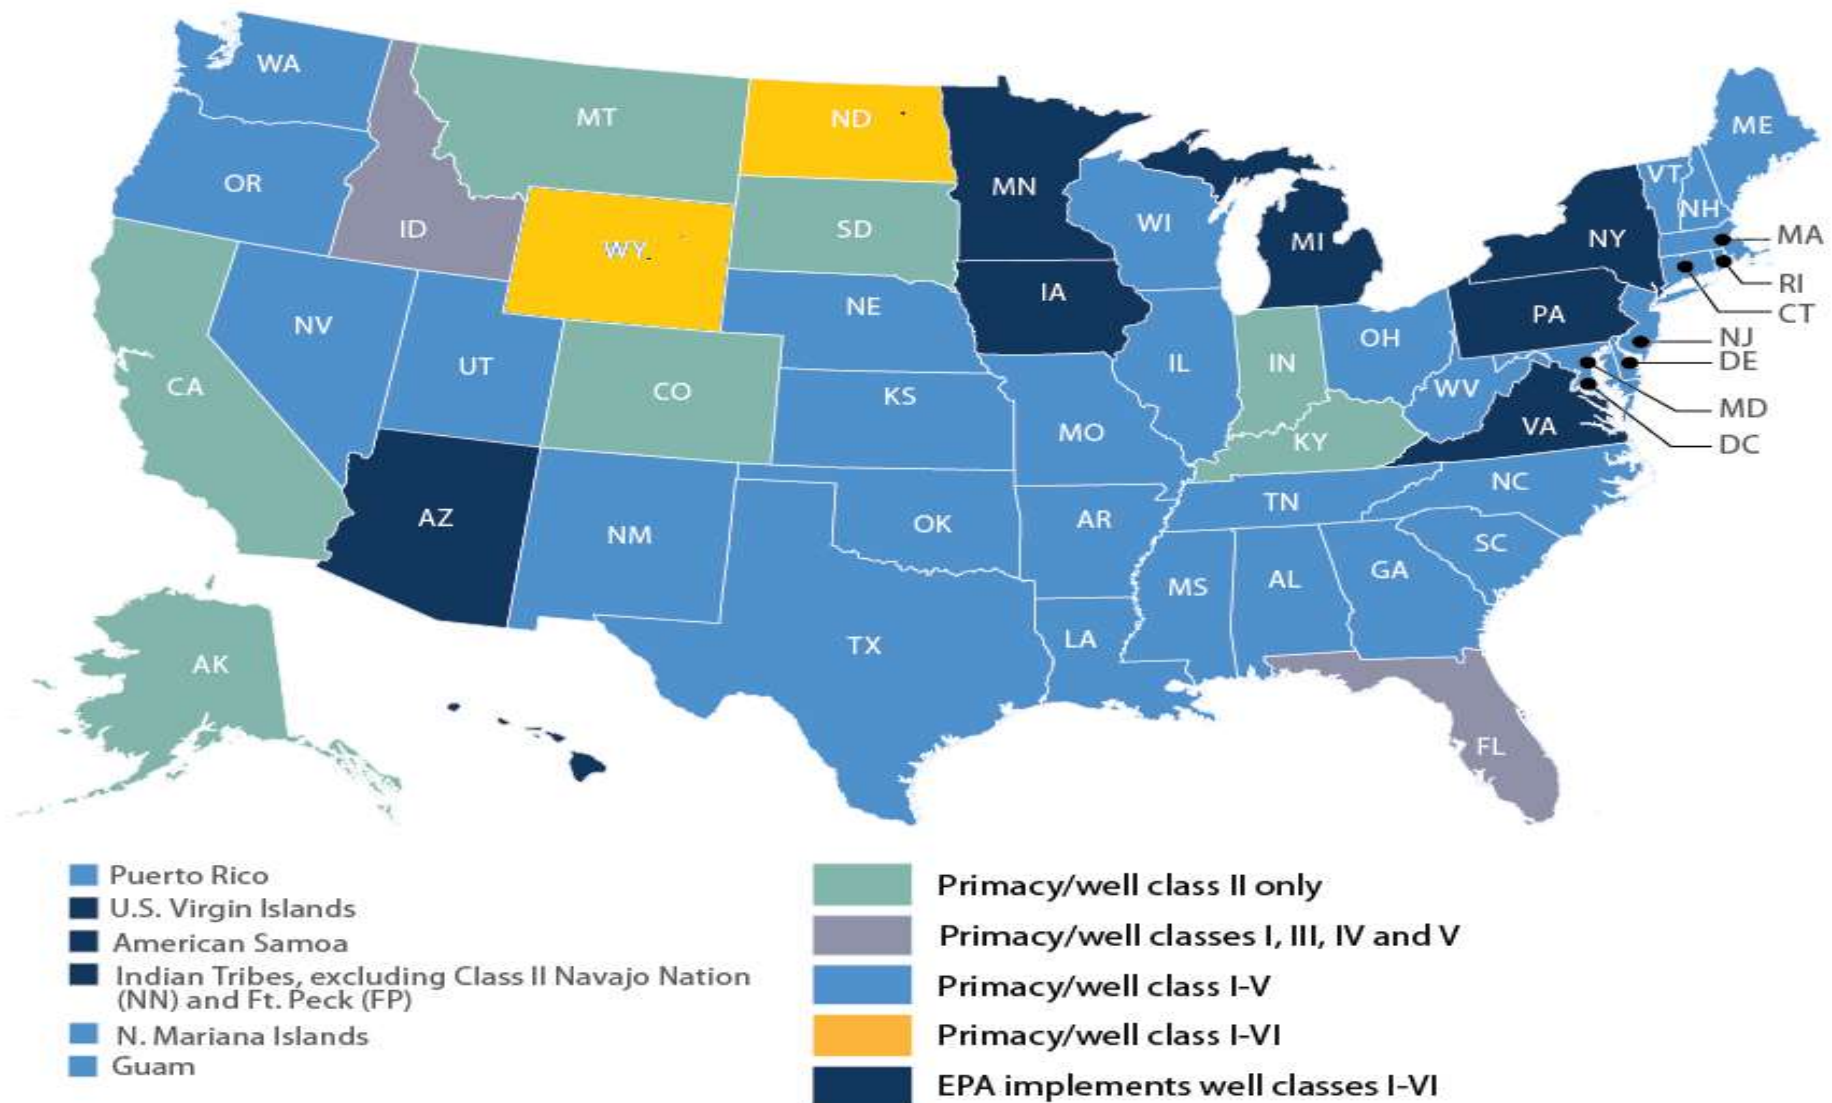 WA
MT
ND
MN
ME
VT
NH
OR
ID
WY
SD
WI
MI
NY
MA
RI
CT
NV
UT
NE
IA
PA
NJ
DE
CA
CO
KS
IL
IN
OH
WV
MD
MO
KY
VA
DC
AZ
NM
OK
AR
TN
NC
SC
MS
AL
GA
AK
TX
LA
FL
Puerto Rico
U.S. Virgin Islands
American Samoa
Indian Tribes, excluding Class II Navajo Nation
(NN) and Ft. Peck (FP)
N. Mariana Islands
Guam
Primacy/well class II only
Primacy/well classes I, III, IV and V
Primacy/well class I-V
Primacy/well class I-VI
EPA implements well classes I-VI